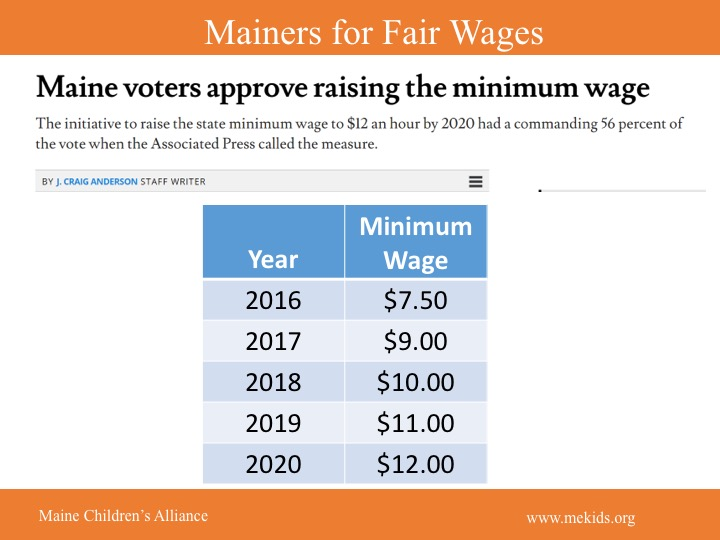 Mainers for Fair Wages
Maine voters approve raising the minimum wage
The initiative to raise the state minimum wage to $12 an hour by 2020 had a commanding 56 percent of
the vote when the Associated Press called the measure.
BY J. CRAIG ANDERSON STAFF WRITER
Year Minimum Wage
2016 $7.50
2017 $9.00
2018 $10.00
2019 $11.00
2020 $12.00
Maine Children’s Alliance
www.mekids.org